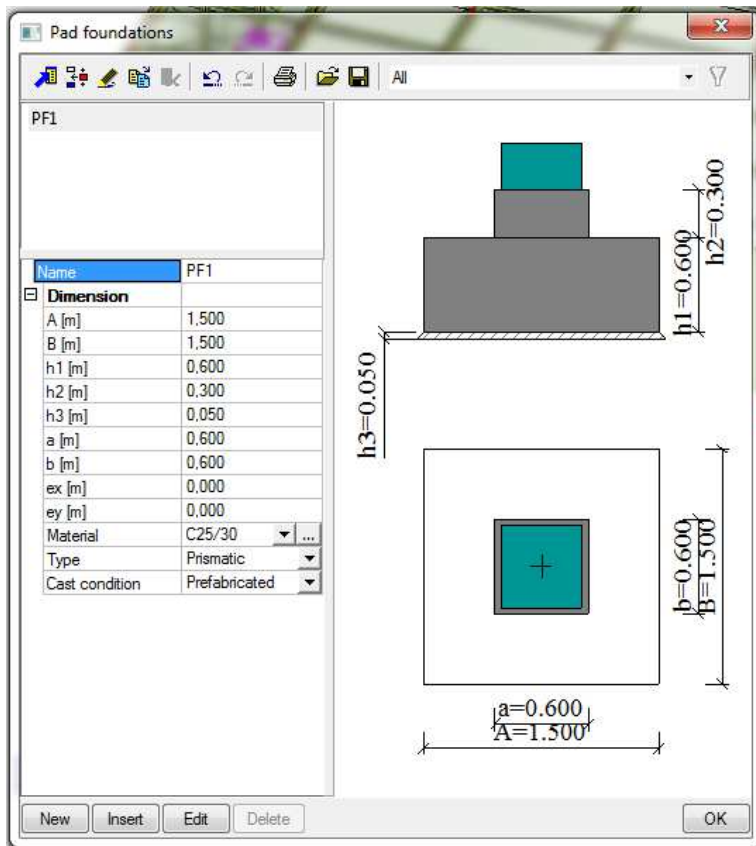 Pad foundations
All
PF1
Name PF1
Dimension
A [m] 1,500
B [m] 1,500
h1 [m] 0,600
h2 [m] 0,300
h3 [m] 0,050
a [m] 0,600
b [m] 0,600
ex [m] 0,000
ey [m] 0,000
Material C25/30 ...
Type Prismatic
Cast condition Prefabricated
h2=0.300
h1=0.600
h3=0.050
b=0.600
B=1.500
a=0.600
A=1.500
New Insert Edit Delete OK